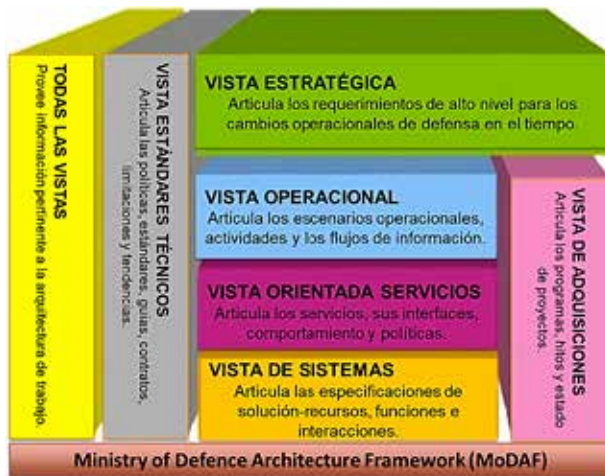 TODAS LAS VISTAS
Provee información pertinente a la arquitectura de trabajo.
VISTA ESTÁNDARES TÉCNICOS
Articula las políticas, estándares, guías, contratos,
limitaciones y tendencias.
VISTA ESTRATÉGICA
Articula los requerimientos de alto nivel para los
cambios operacionales de defensa en el tiempo.
VISTA OPERACIONAL
Articula los escenarios operacionales,
actividades y los flujos de información.
VISTA ORIENTADA SERVICIOS
Articula los servicios, sus interfaces,
comportamiento y políticas.
VISTA DE SISTEMAS
Articula las especificaciones de
solución-recursos, funciones e
interacciones.
VISTA DE ADQUISICIONES
Articula los programas, hitos y estado
de proyectos.
Ministry of Defence Architecture Framework (MoDAF)